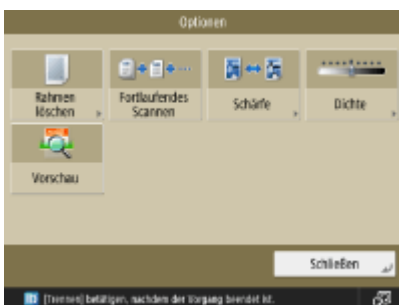 Optionen
Rahmen
löschen
Fortlaufendes
Scannen
Schärfe
Dichte
Vorschau
Schließen
[Trennen] betätigen, nachdem der Vorgang beendet ist.